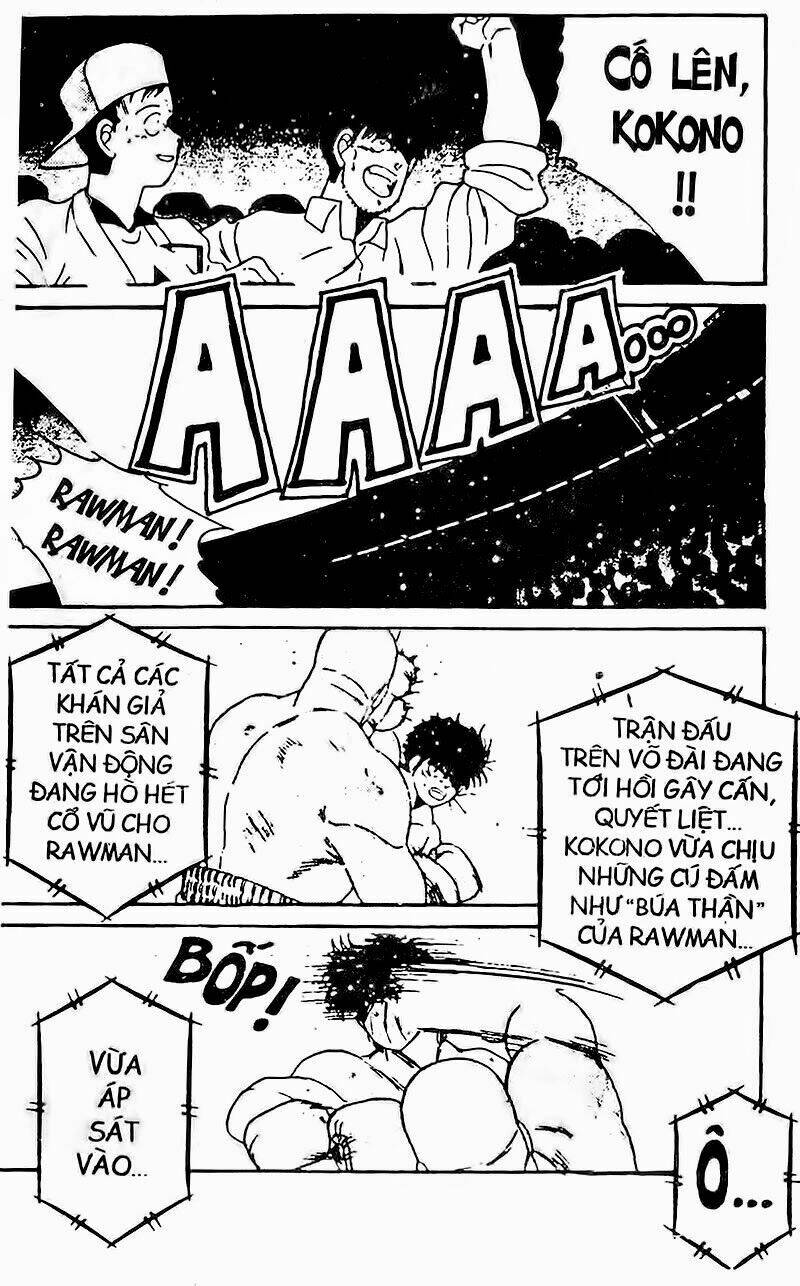 CỐ LÊN,
KOKONO
!!
AAAAOOO
RAWMAN!
RAWMAN!
TẤT CẢ CÁC
KHÁN GIẢ
TRÊN SÂN
VẬN ĐỘNG
ĐANG HÒ HÉT
CỔ VŨ CHO
RAWMAN...
TRẬN ĐẤU
TRÊN VÕ ĐÀI ĐANG
TỚI HỒI GÂY CẤN,
QUYẾT LIỆT...
KOKONO VỪA CHỊU
NHỮNG CÚ ĐẤM
NHƯ "BÚA THẦN"
CỦA RAWMAN...
BỐP!
VỪA
ÁP
SÁT
VÀO...
Ô...